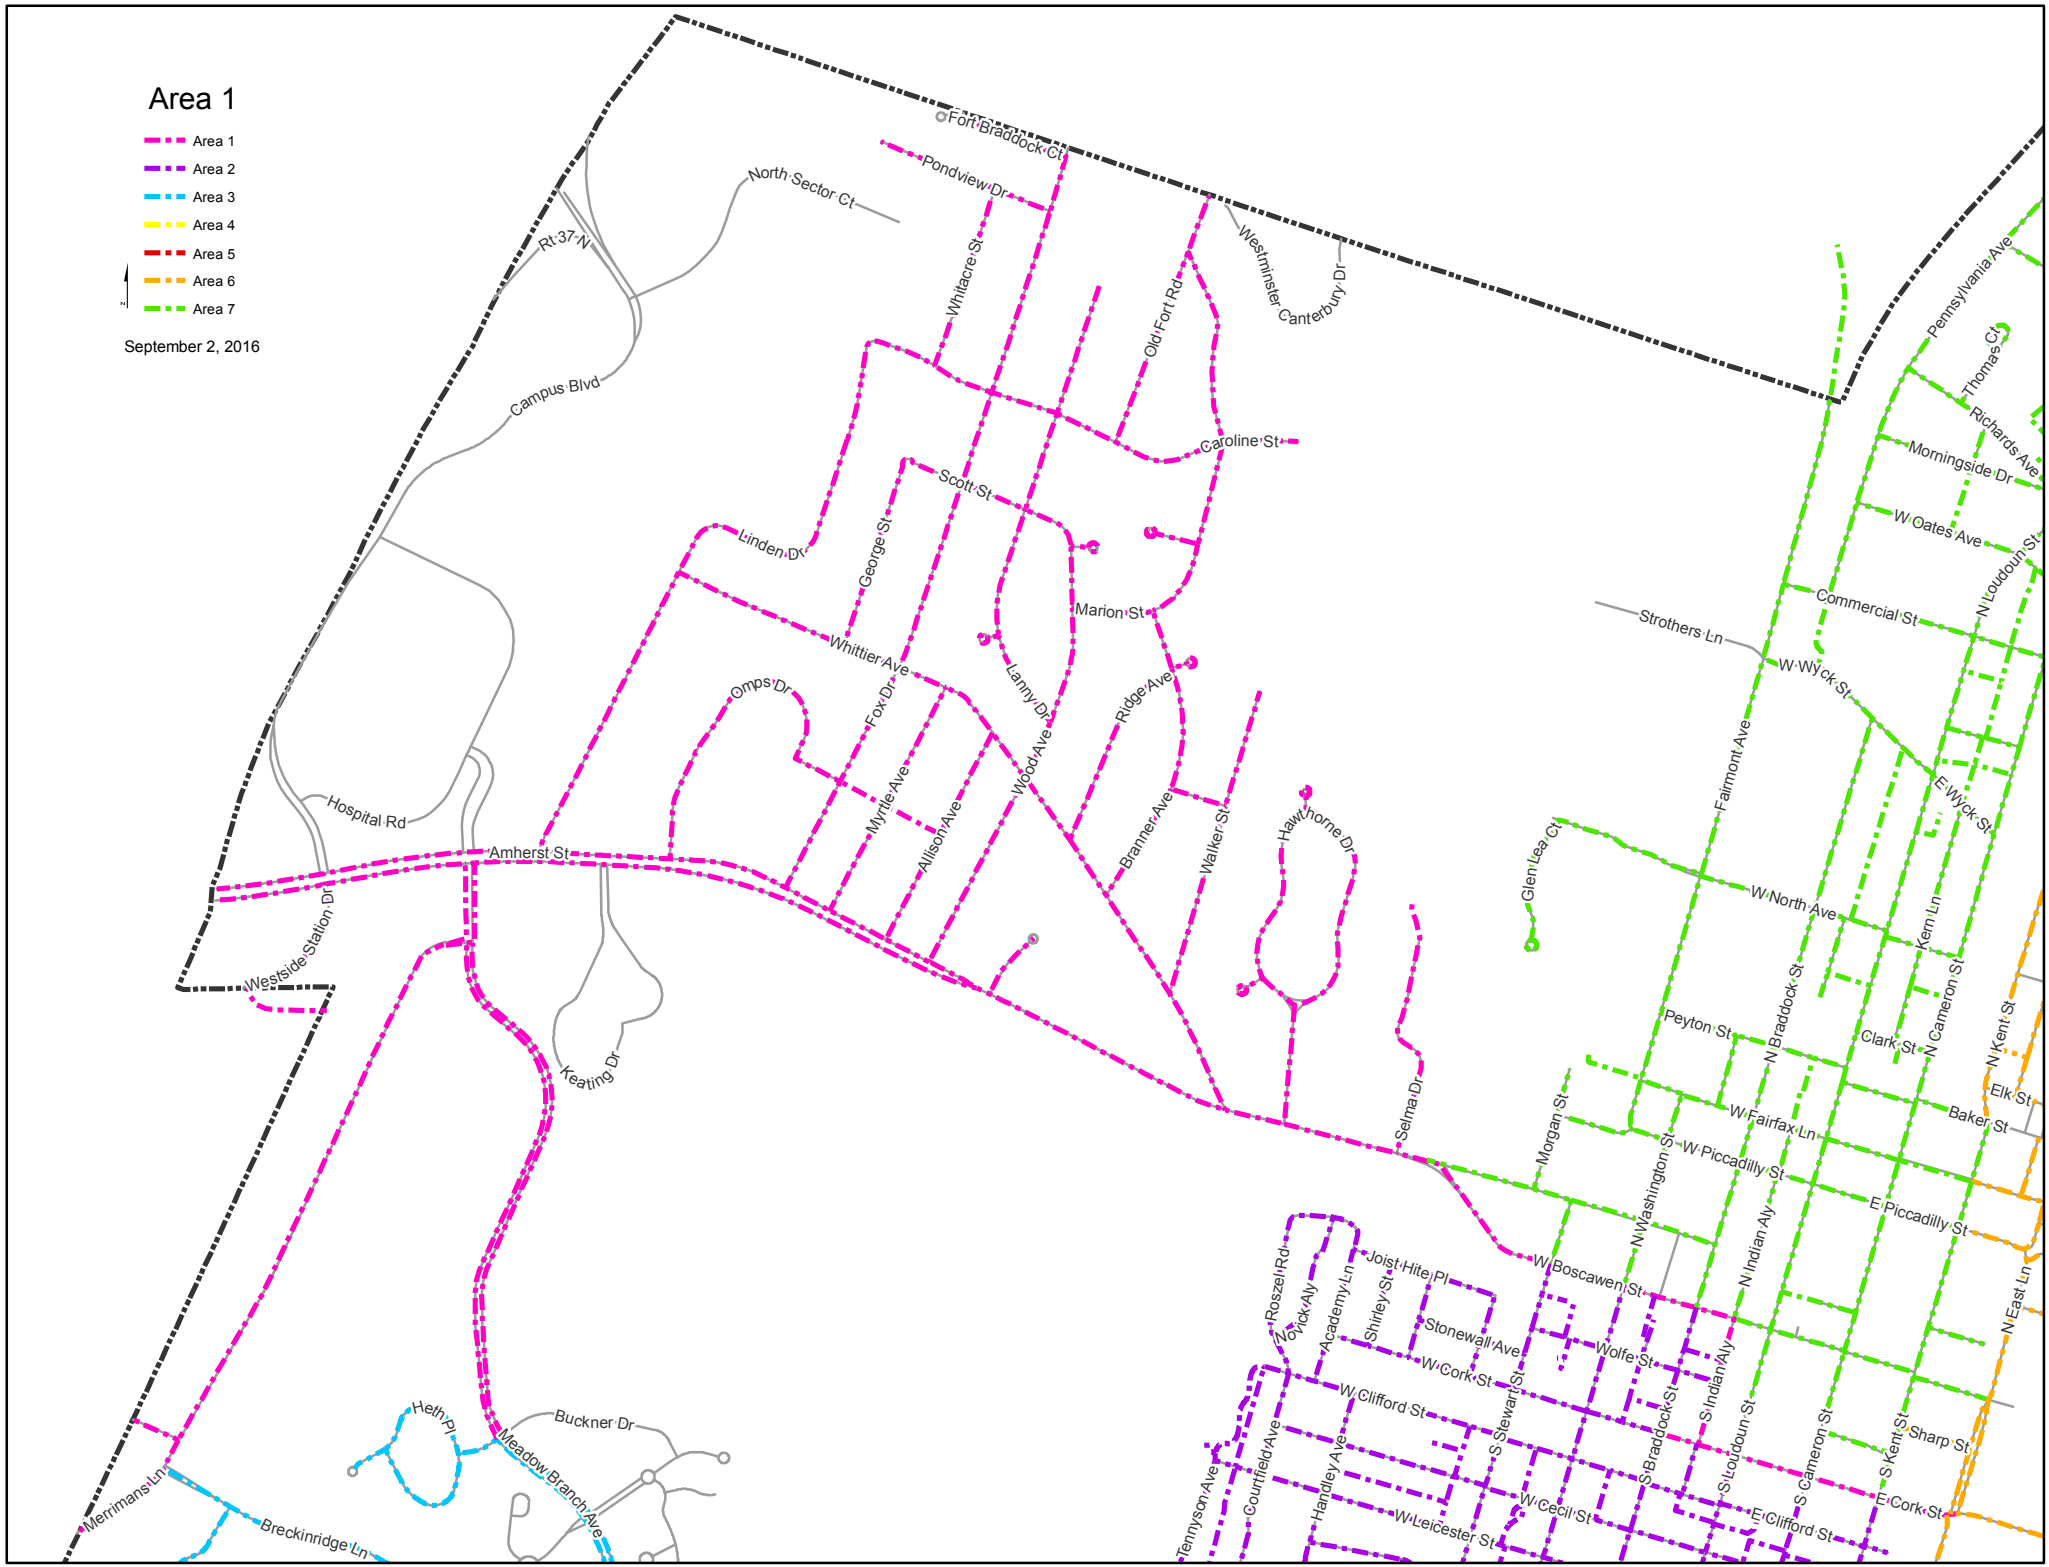 Area 1
Area 1
Area 2
Area 3
Area 4
Area 5
Area 6
Area 7
z
September 2, 2016
Fort Braddock Ct
Pondview Dr
North Sector Ct
Rt 37 N
Whitacre St
Westminster Canterbury Dr
Old Fort Rd
Pennsylvania Ave
Thomas Ct
Richards Ave
Campus Blvd
Caroline St
Morningside Dr
Scott St
W Oates Ave
Linden Dr
George St
N Loudoun St
Marion St
Commercial St
Strothers Ln
Whittier Ave
W Wyck St
Omps Dr
Fox Dr
Lanny Dr
Ridge Ave
Wood Ave
Fairmont Ave
Myrtle Ave
Allison Ave
E Wyck St
Hospital Rd
Hawthorne Dr
Branner Ave
Walker St
Amherst St
Glen Lea Ct
W North Ave
Kern Ln
Westside Station Dr
N Braddock St
N Cameron St
N Kent St
Peyton St
Clark St
Keating Dr
Elk St
Selma Dr
Morgan St
W Fairfax Ln
Baker St
N Washington St
W Piccadilly St
E Piccadilly St
N Indian Aly
Roszel Rd
Joist Hite Pl
W Boscawen St
Novick Aly
Academy Ln
Shirley St
Stonewall Ave
Wolfe St
N East Ln
W Cork St
S Indian Aly
W Clifford St
S Stewart St
S Braddock St
Heth Pl
Buckner Dr
Meadow Branch Ave
S Loudoun St
S Cameron St
S Kent St
Sharp St
Courtfield Ave
Handley Ave
Merrimans Ln
Breckinridge Ln
Tennyson Ave
W Leicester St
W Cecil St
E Clifford St
E Cork St